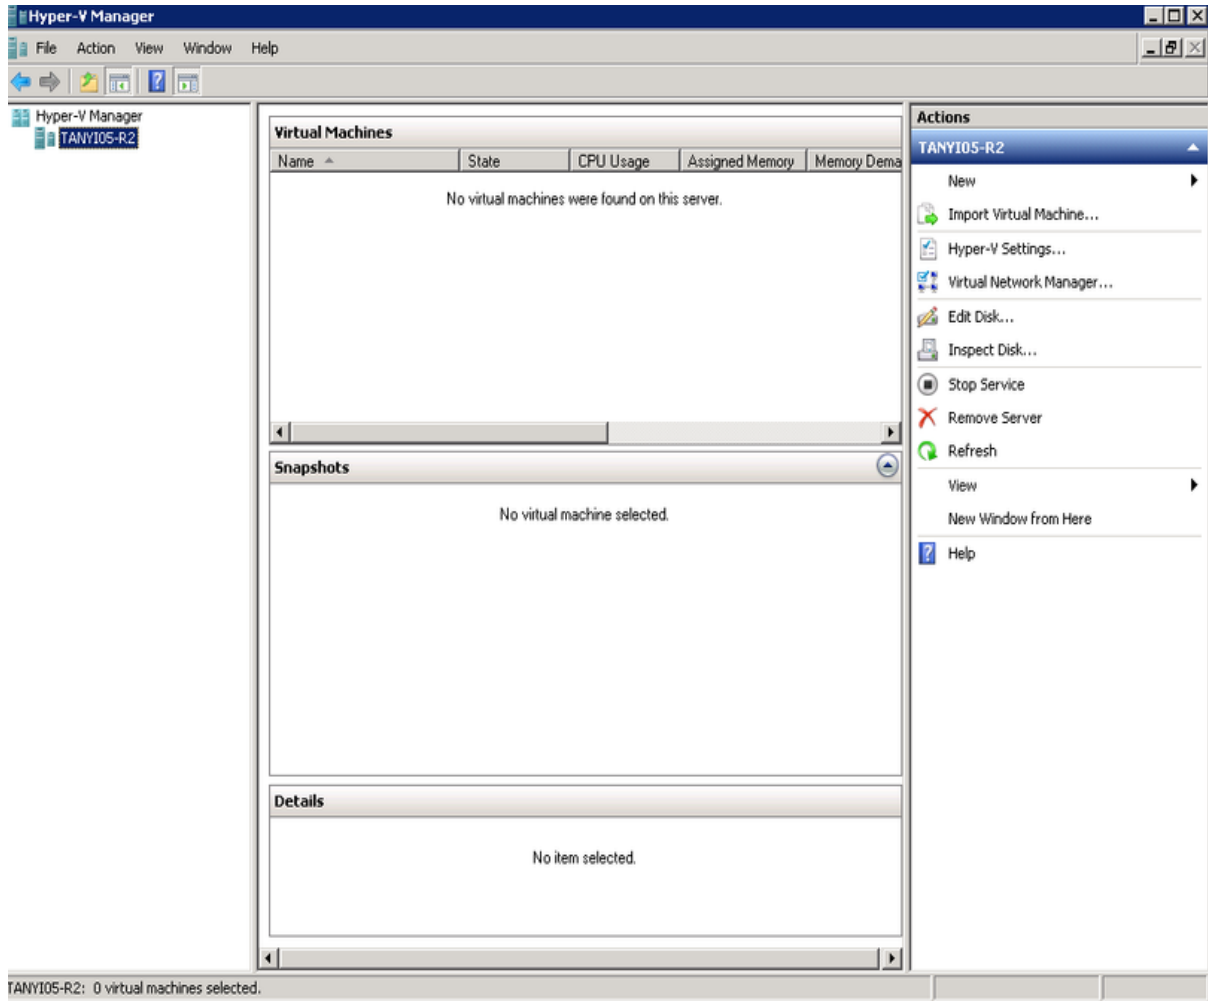 Hyper-V Manager
File Action View Window Help
Hyper-V Manager
TANYI05-R2
Virtual Machines
Name State CPU Usage Assigned Memory Memory Dema
No virtual machines were found on this server.
Snapshots
No virtual machine selected.
Details
No item selected.
Actions
TANYI05-R2
New
Import Virtual Machine...
Hyper-V Settings...
Virtual Network Manager...
Edit Disk...
Inspect Disk...
Stop Service
Remove Server
Refresh
View
New Window from Here
Help
TANYI05-R2: 0 virtual machines selected.